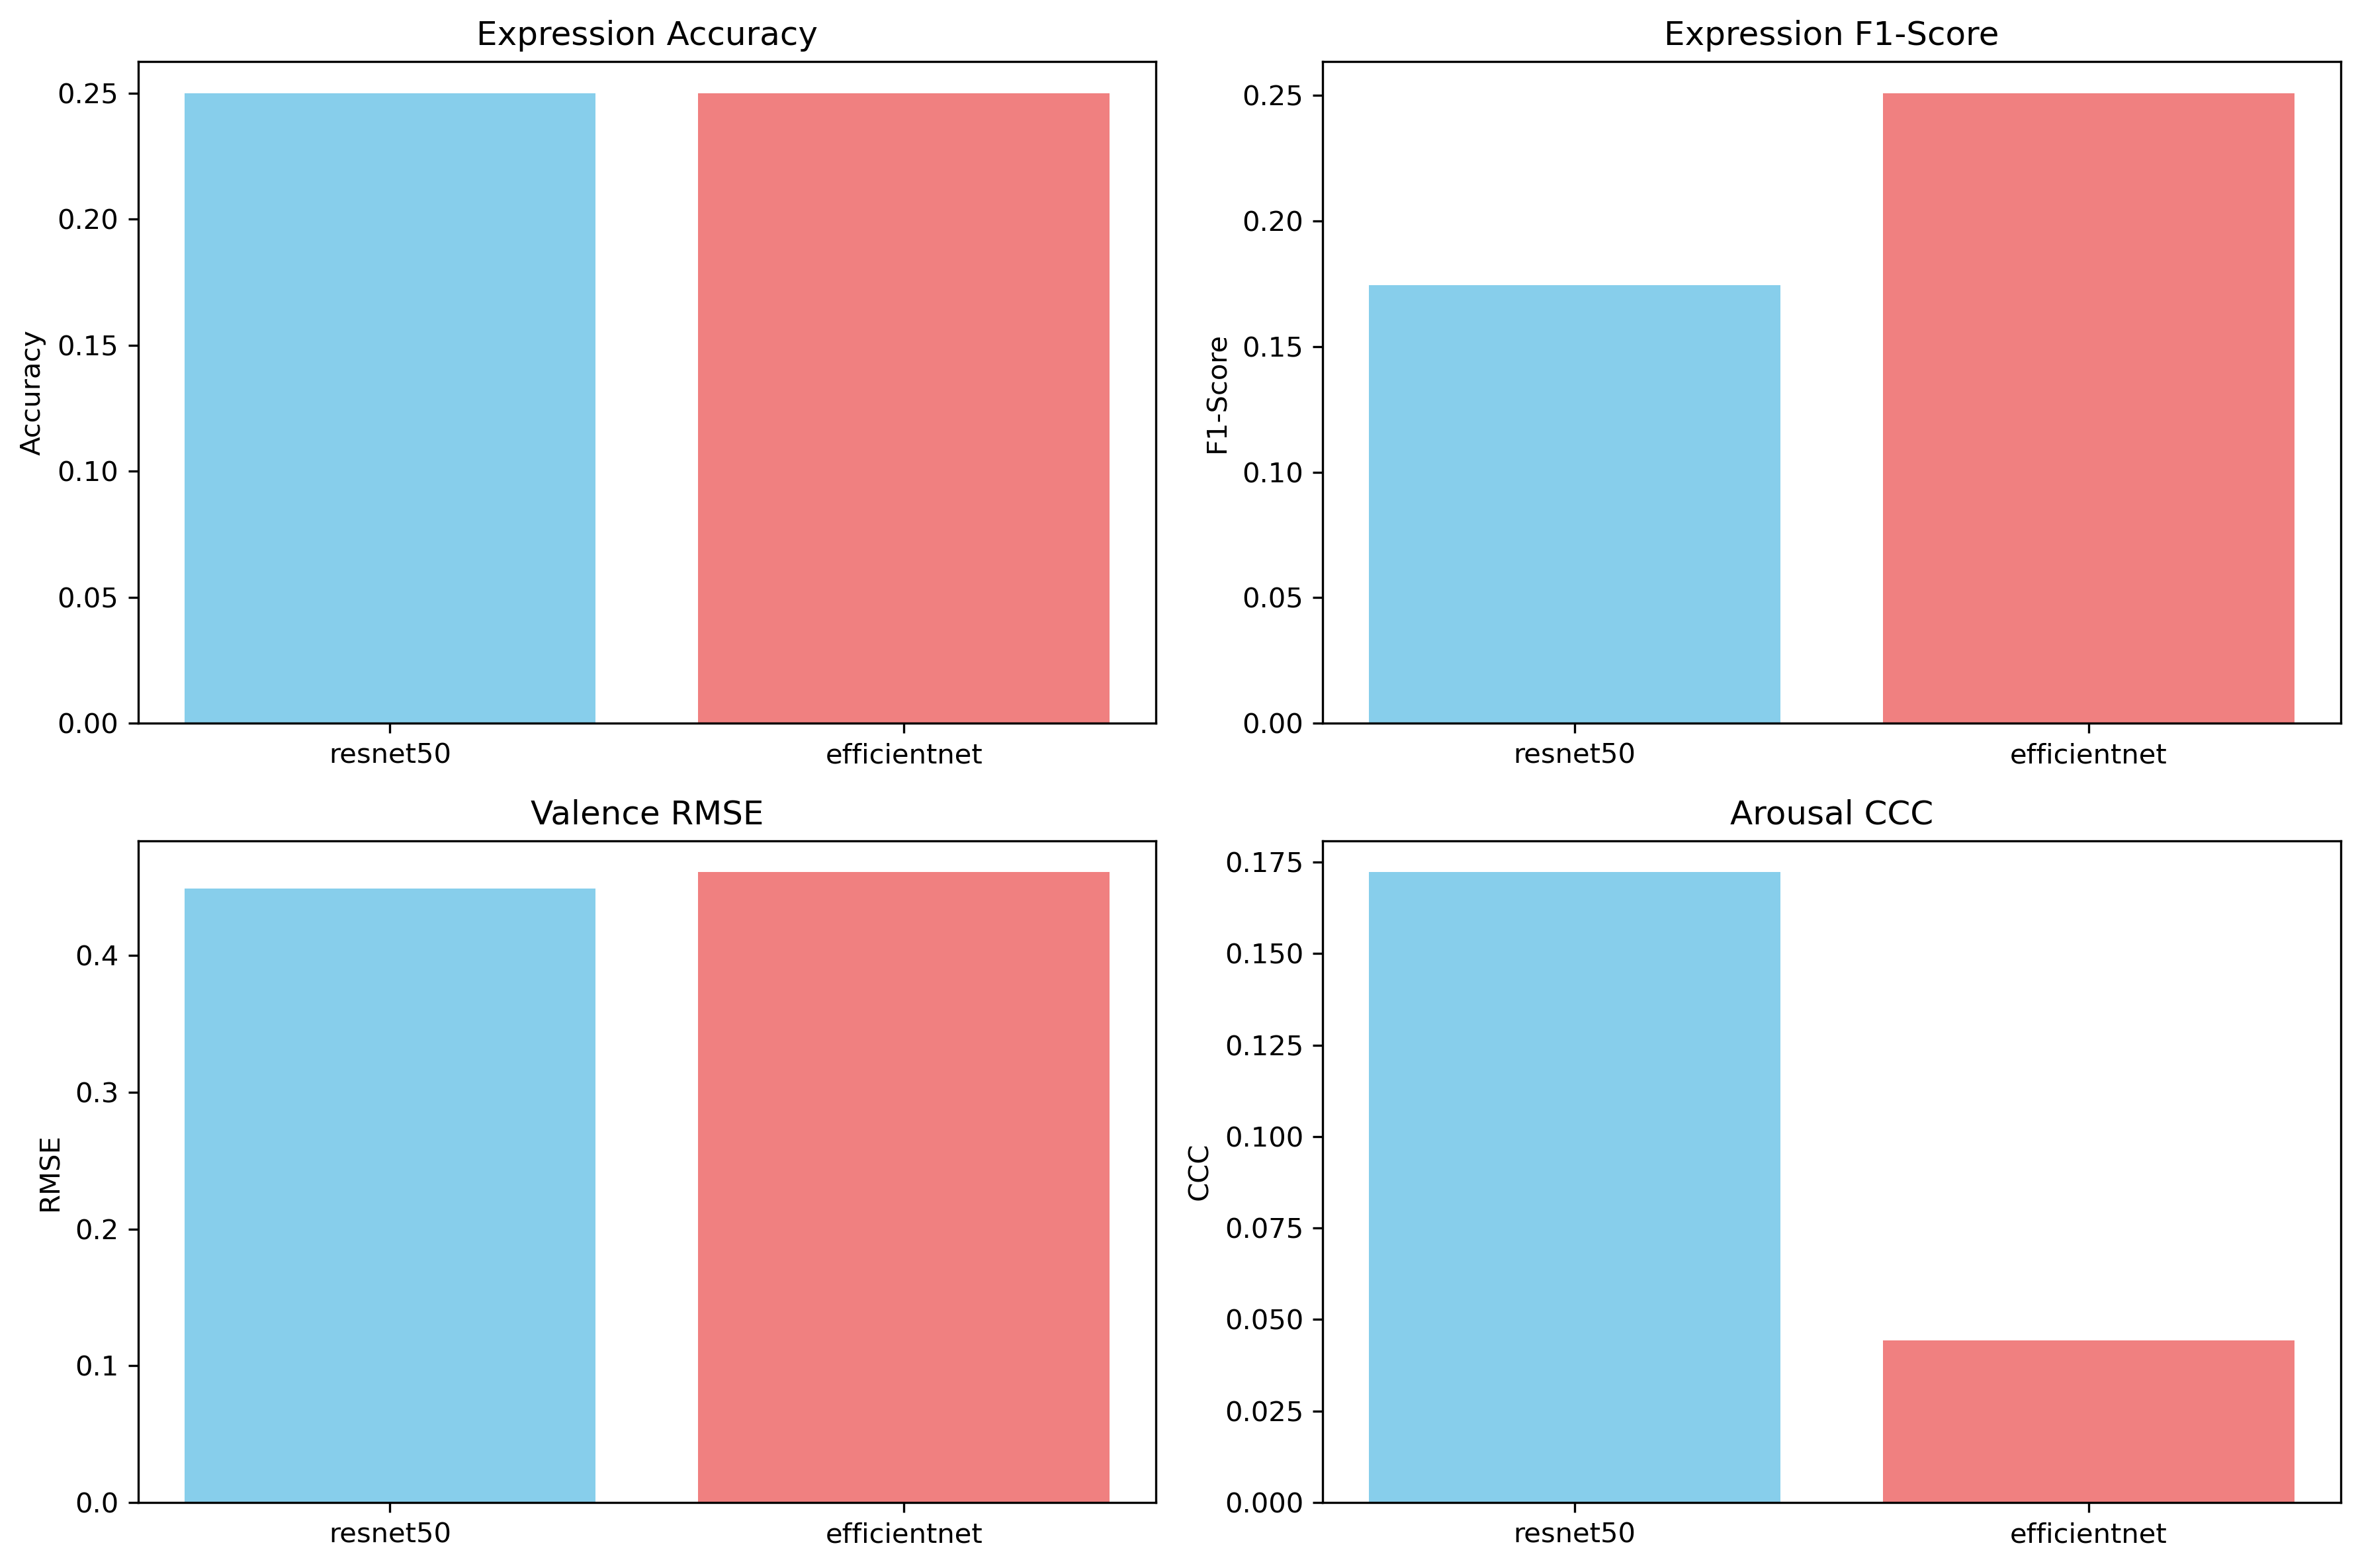 Expression Accuracy
Accuracy
0.25
0.20
0.15
0.10
0.05
0.00
resnet50
efficientnet
Expression F1-Score
F1-Score
0.25
0.20
0.15
0.10
0.05
0.00
resnet50
efficientnet
Valence RMSE
RMSE
0.4
0.3
0.2
0.1
0.0
resnet50
efficientnet
Arousal CCC
CCC
0.175
0.150
0.125
0.100
0.075
0.050
0.025
0.000
resnet50
efficientnet